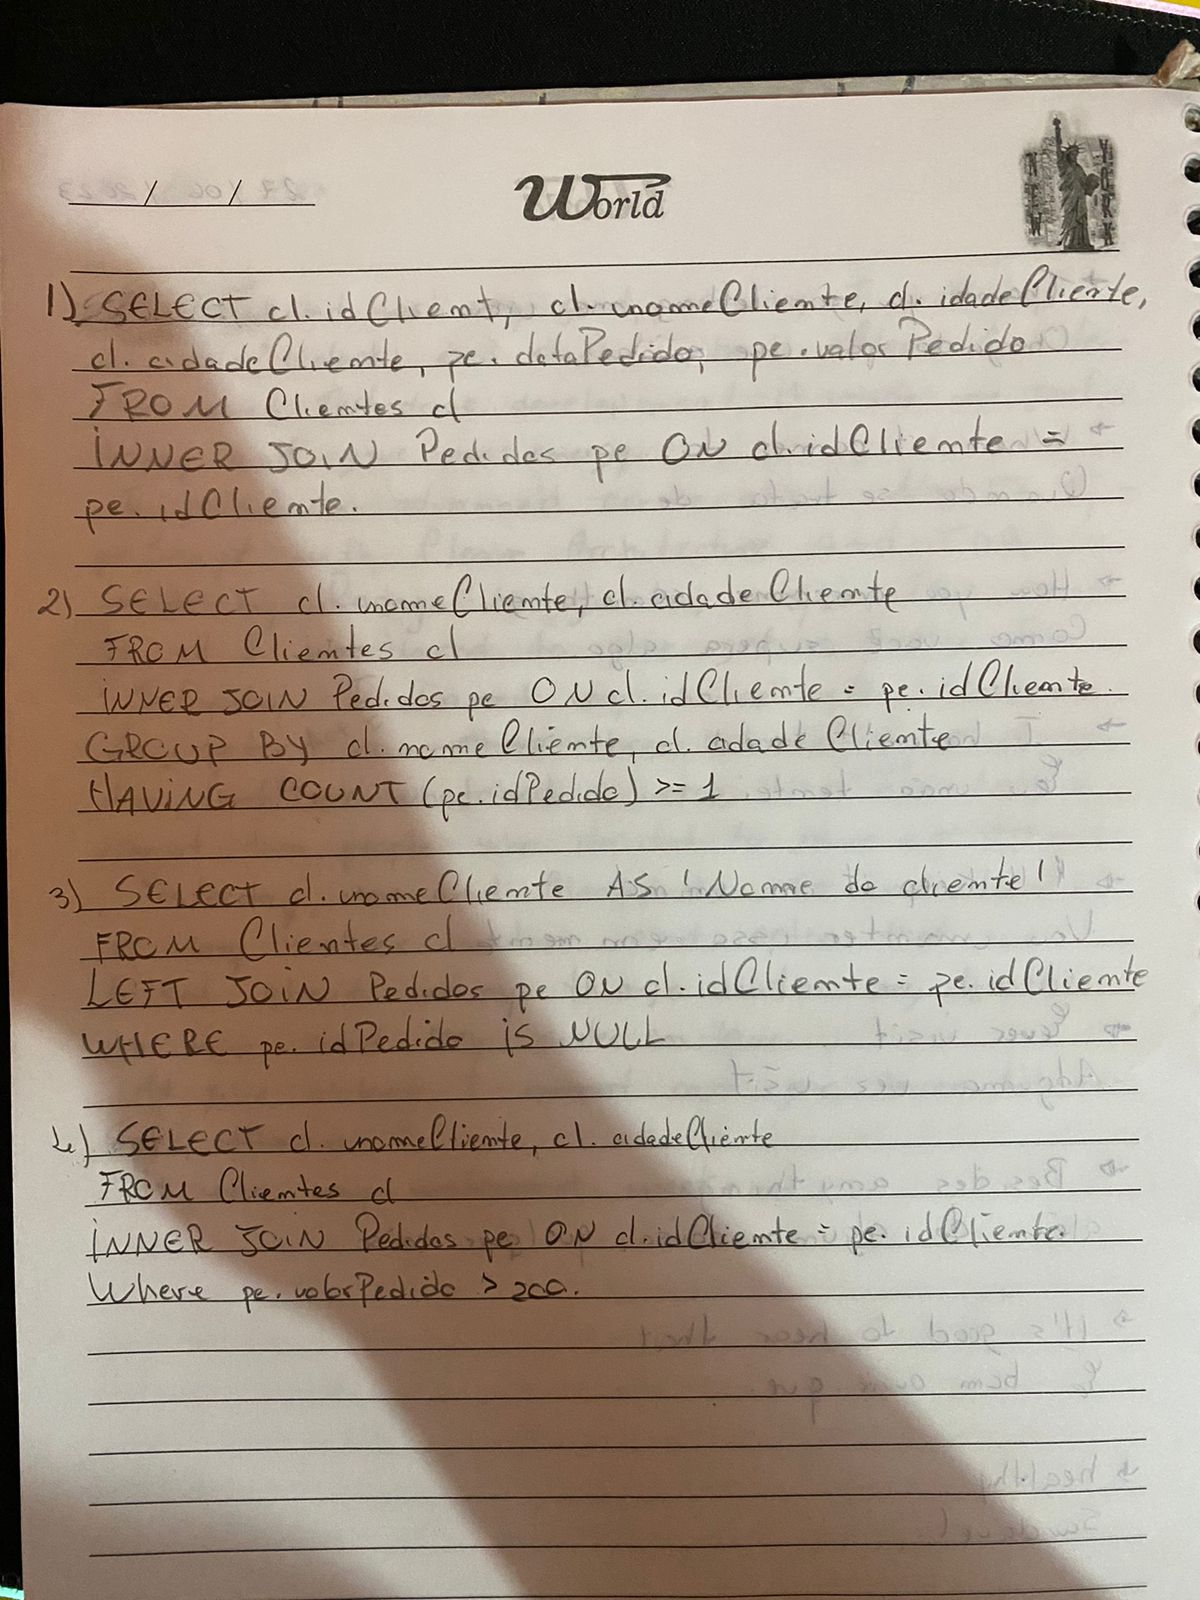 World
NEW YORK
1) SELECT cl.idClient, cl.nomeCliente, cl.idadeCliente,
cl.cidadeCliente, pe.dataPedido, pe.valorPedido
FROM Clientes cl
INNER JOIN Pedidos pe ON cl.idCliente =
pe.idCliente.
2) SELECT cl.nomeCliente, cl.cidadeCliente
FROM Clientes cl
INNER JOIN Pedidos pe ON cl.idCliente = pe.idCliente.
GROUP BY cl.nomeCliente, cl.cidadeCliente
HAVING COUNT (pe.idPedido) >= 1
3) SELECT cl.nomeCliente AS 'Nome do cliente'
FROM Clientes cl
LEFT JOIN Pedidos pe ON cl.idCliente = pe.idCliente
WHERE pe.idPedido is NULL
4) SELECT cl.nomeCliente, cl.cidadeCliente
FROM Clientes cl
INNER JOIN Pedidos pe ON cl.idCliente = pe.idCliente.
Where pe.valorPedido > 200.